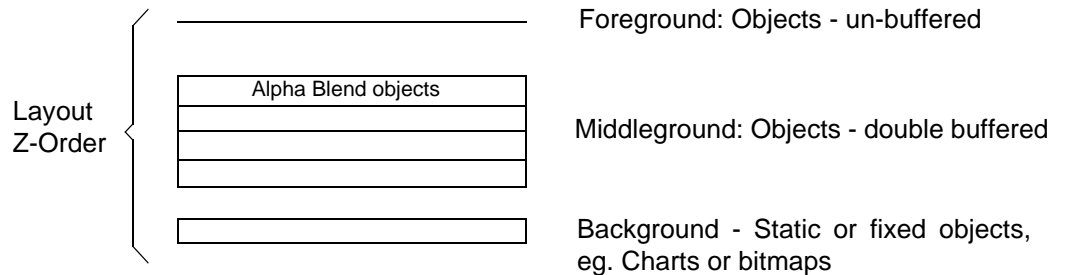 Foreground: Objects - un-buffered
Alpha Blend objects
Layout
Z-Order
Middleground: Objects - double buffered
Background - Static or fixed objects,
eg. Charts or bitmaps